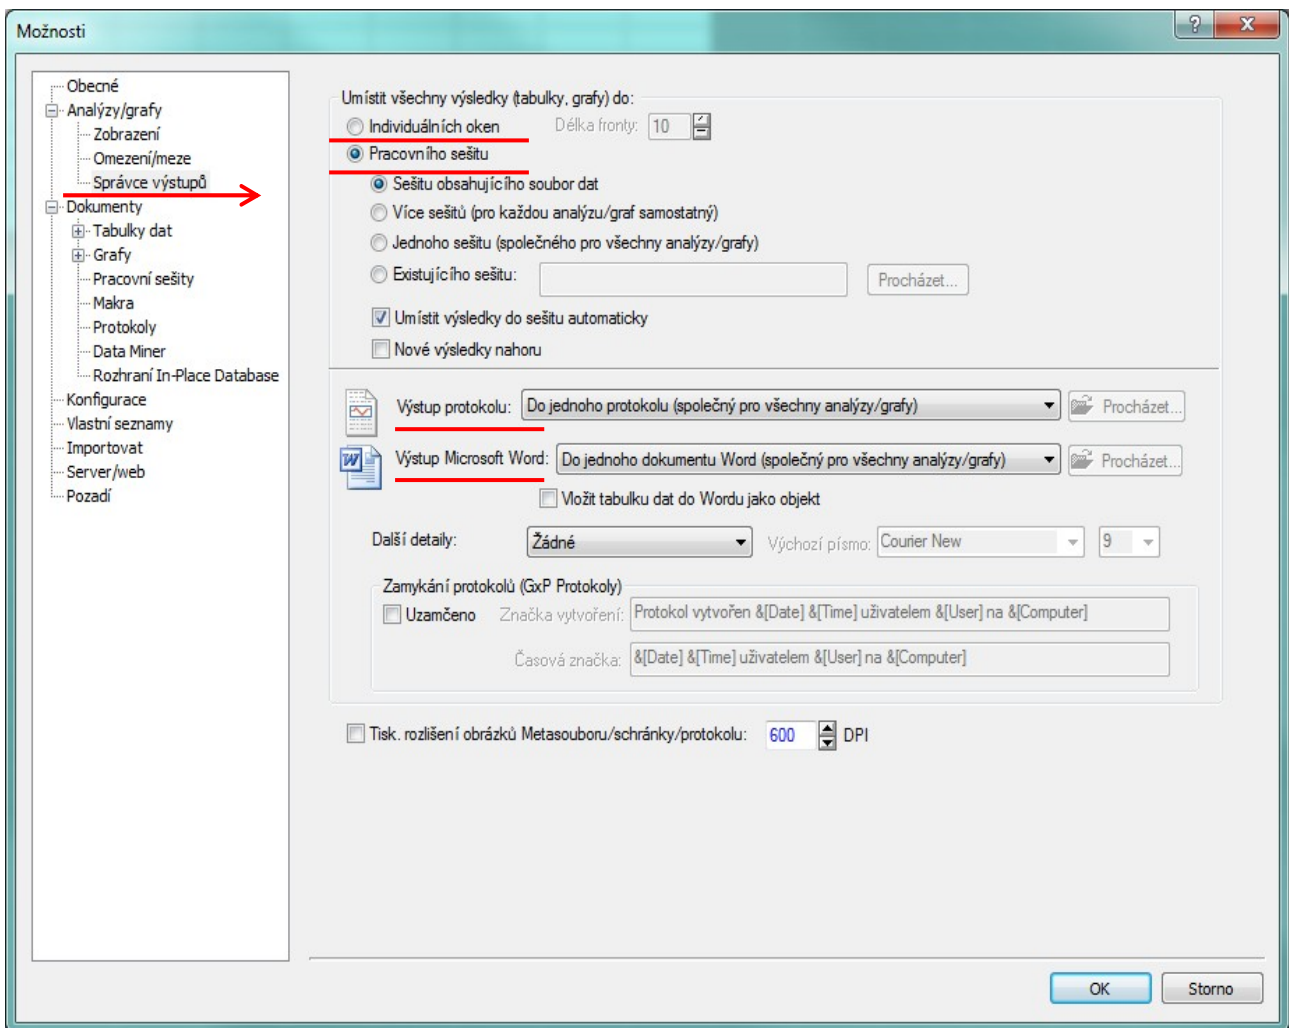 Možnosti
Obecné
Analýzy/grafy
Zobrazení
Omezení/meze
Správce výstupů
Dokumenty
Tabulky dat
Grafy
Pracovní sešity
Makra
Protokoly
Data Miner
Rozhraní In-Place Database
Konfigurace
Vlastní seznamy
Importovat
Server/web
Pozadí
Umístit všechny výsledky (tabulky, grafy) do:
Individuálních oken Délka fronty: 10
Pracovního sešitu
Sešitu obsahujícího soubor dat
Více sešitů (pro každou analýzu/graf samostatný)
Jednoho sešitu (společného pro všechny analýzy/grafy)
Existujícího sešitu: Procházet...
Umístit výsledky do sešitu automaticky
Nové výsledky nahoru
Výstup protokolu: Do jednoho protokolu (společný pro všechny analýzy/grafy) Procházet...
Výstup Microsoft Word: Do jednoho dokumentu Word (společný pro všechny analýzy/grafy) Procházet...
Vložit tabulku dat do Wordu jako objekt
Další detaily: Žádné Výchozí písmo: Courier New 9
Zamykání protokolů (GxP Protokoly)
Uzamčeno Značka vytvoření: Protokol vytvořen &[Date] &[Time] uživatelem &[User] na &[Computer]
Časová značka: &[Date] &[Time] uživatelem &[User] na &[Computer]
Tisk. rozlišení obrázků Metasouboru/schránky/protokolu: 600 DPI
OK Storno